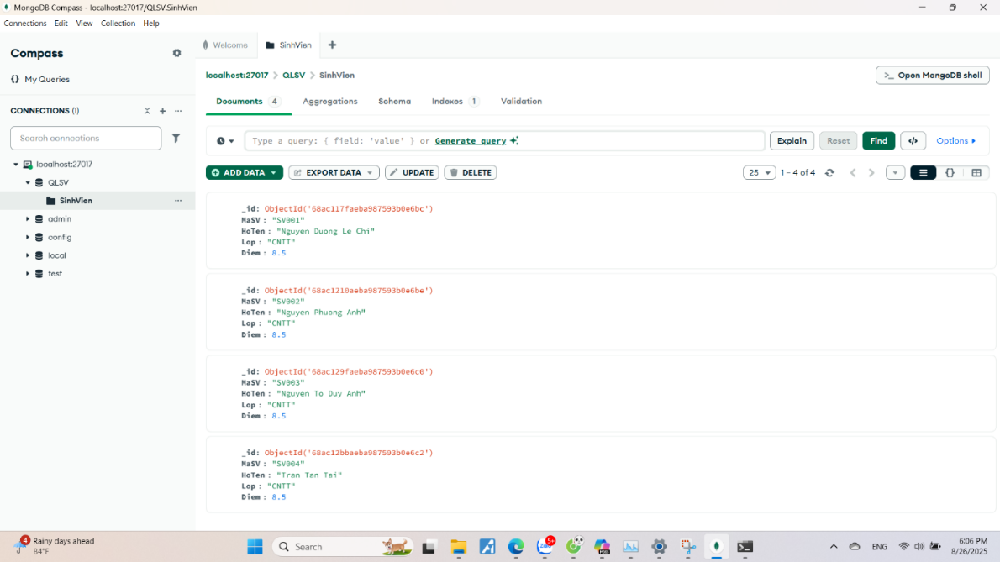 MongoDB Compass - localhost:27017/QLSV.SinhVien
Connections Edit View Collection Help
Compass
{} My Queries
CONNECTIONS (1)
Search connections
localhost:27017
QLSV
SinhVien
admin
config
local
test
Welcome
SinhVien
localhost:27017 > QLSV > SinhVien
>_ Open MongoDB shell
Documents 4 Aggregations Schema Indexes 1 Validation
Type a query: { field: 'value' } or Generate query
Explain Reset Find </> Options
ADD DATA EXPORT DATA UPDATE DELETE
25 1 – 4 of 4 {}
_id: ObjectId('68ac117faeba987593b0e6bc')
MaSV : "SV001"
HoTen : "Nguyen Duong Le Chi"
Lop : "CNTT"
Diem : 8.5
_id: ObjectId('68ac1210aeba987593b0e6be')
MaSV : "SV002"
HoTen : "Nguyen Phuong Anh"
Lop : "CNTT"
Diem : 8.5
_id: ObjectId('68ac129faeba987593b0e6c0')
MaSV : "SV003"
HoTen : "Nguyen To Duy Anh"
Lop : "CNTT"
Diem : 8.5
_id: ObjectId('68ac12bbaeba987593b0e6c2')
MaSV : "SV004"
HoTen : "Tran Tan Tai"
Lop : "CNTT"
Diem : 8.5
4 Rainy days ahead
84°F
Search
Zalo
5+
ENG
6:06 PM
8/26/2025